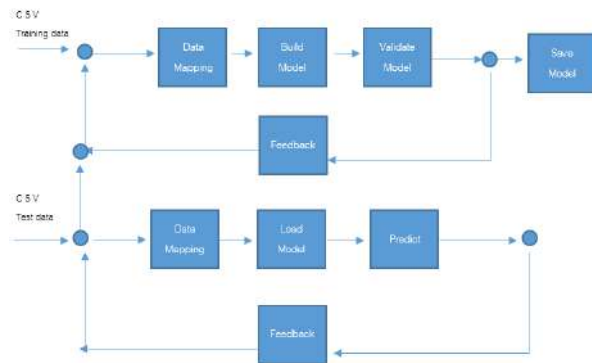 C S V
Training data
Data
Mapping
Build
Model
Validate
Model
Save
Model
Feedback
C S V
Test data
Data
Mapping
Load
Model
Predict
Feedback